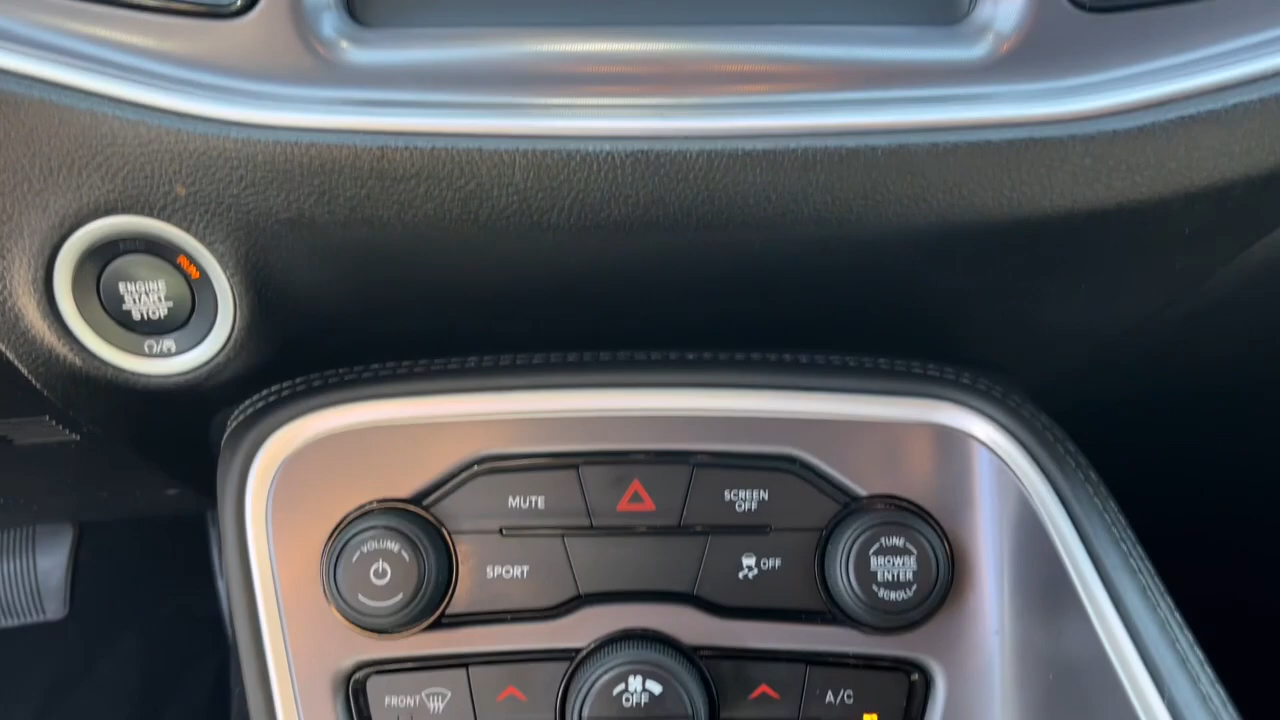 RUN
ENGINE
START
STOP
MUTE
SCREEN
OFF
VOLUME
SPORT
OFF
TUNE
BROWSE
ENTER
SCROLL
FRONT
OFF
A/C